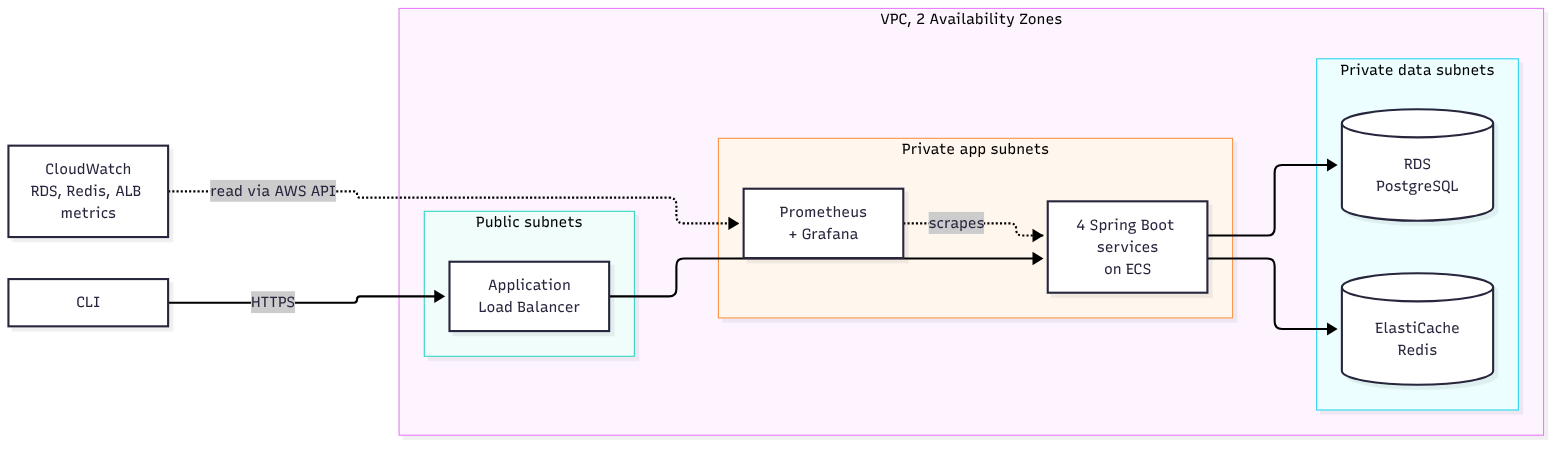 VPC, 2 Availability Zones
Private data subnets
Private app subnets
Public subnets
CloudWatch
RDS, Redis, ALB
metrics
read via AWS API
Prometheus
+ Grafana
scrapes
4 Spring Boot
services
on ECS
RDS
PostgreSQL
CLI
HTTPS
Application
Load Balancer
ElastiCache
Redis